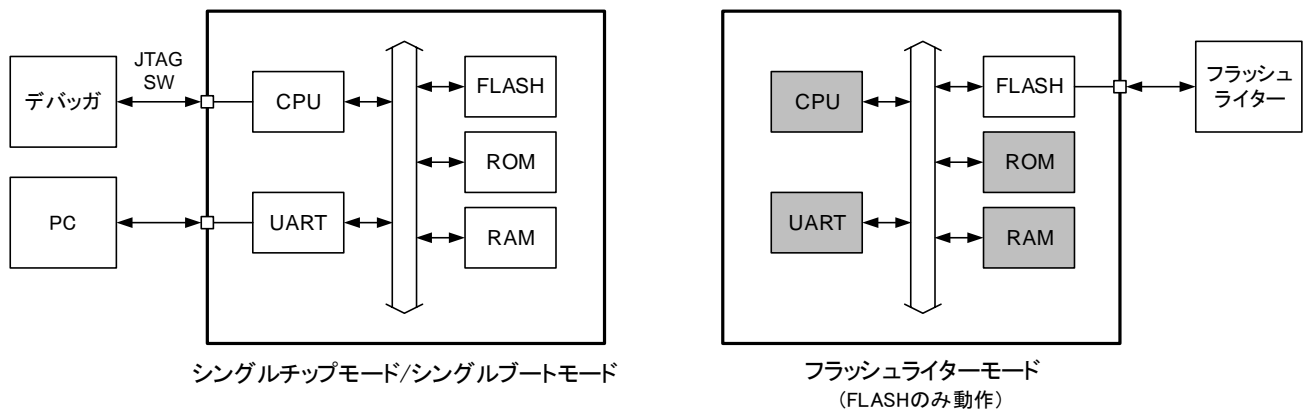 デバッガ
JTAG
SW
CPU
FLASH
ROM
PC
UART
RAM
シングルチップモード/シングルブートモード
CPU
FLASH
フラッシュ
ライター
ROM
UART
RAM
フラッシュライターモード
(FLASHのみ動作)